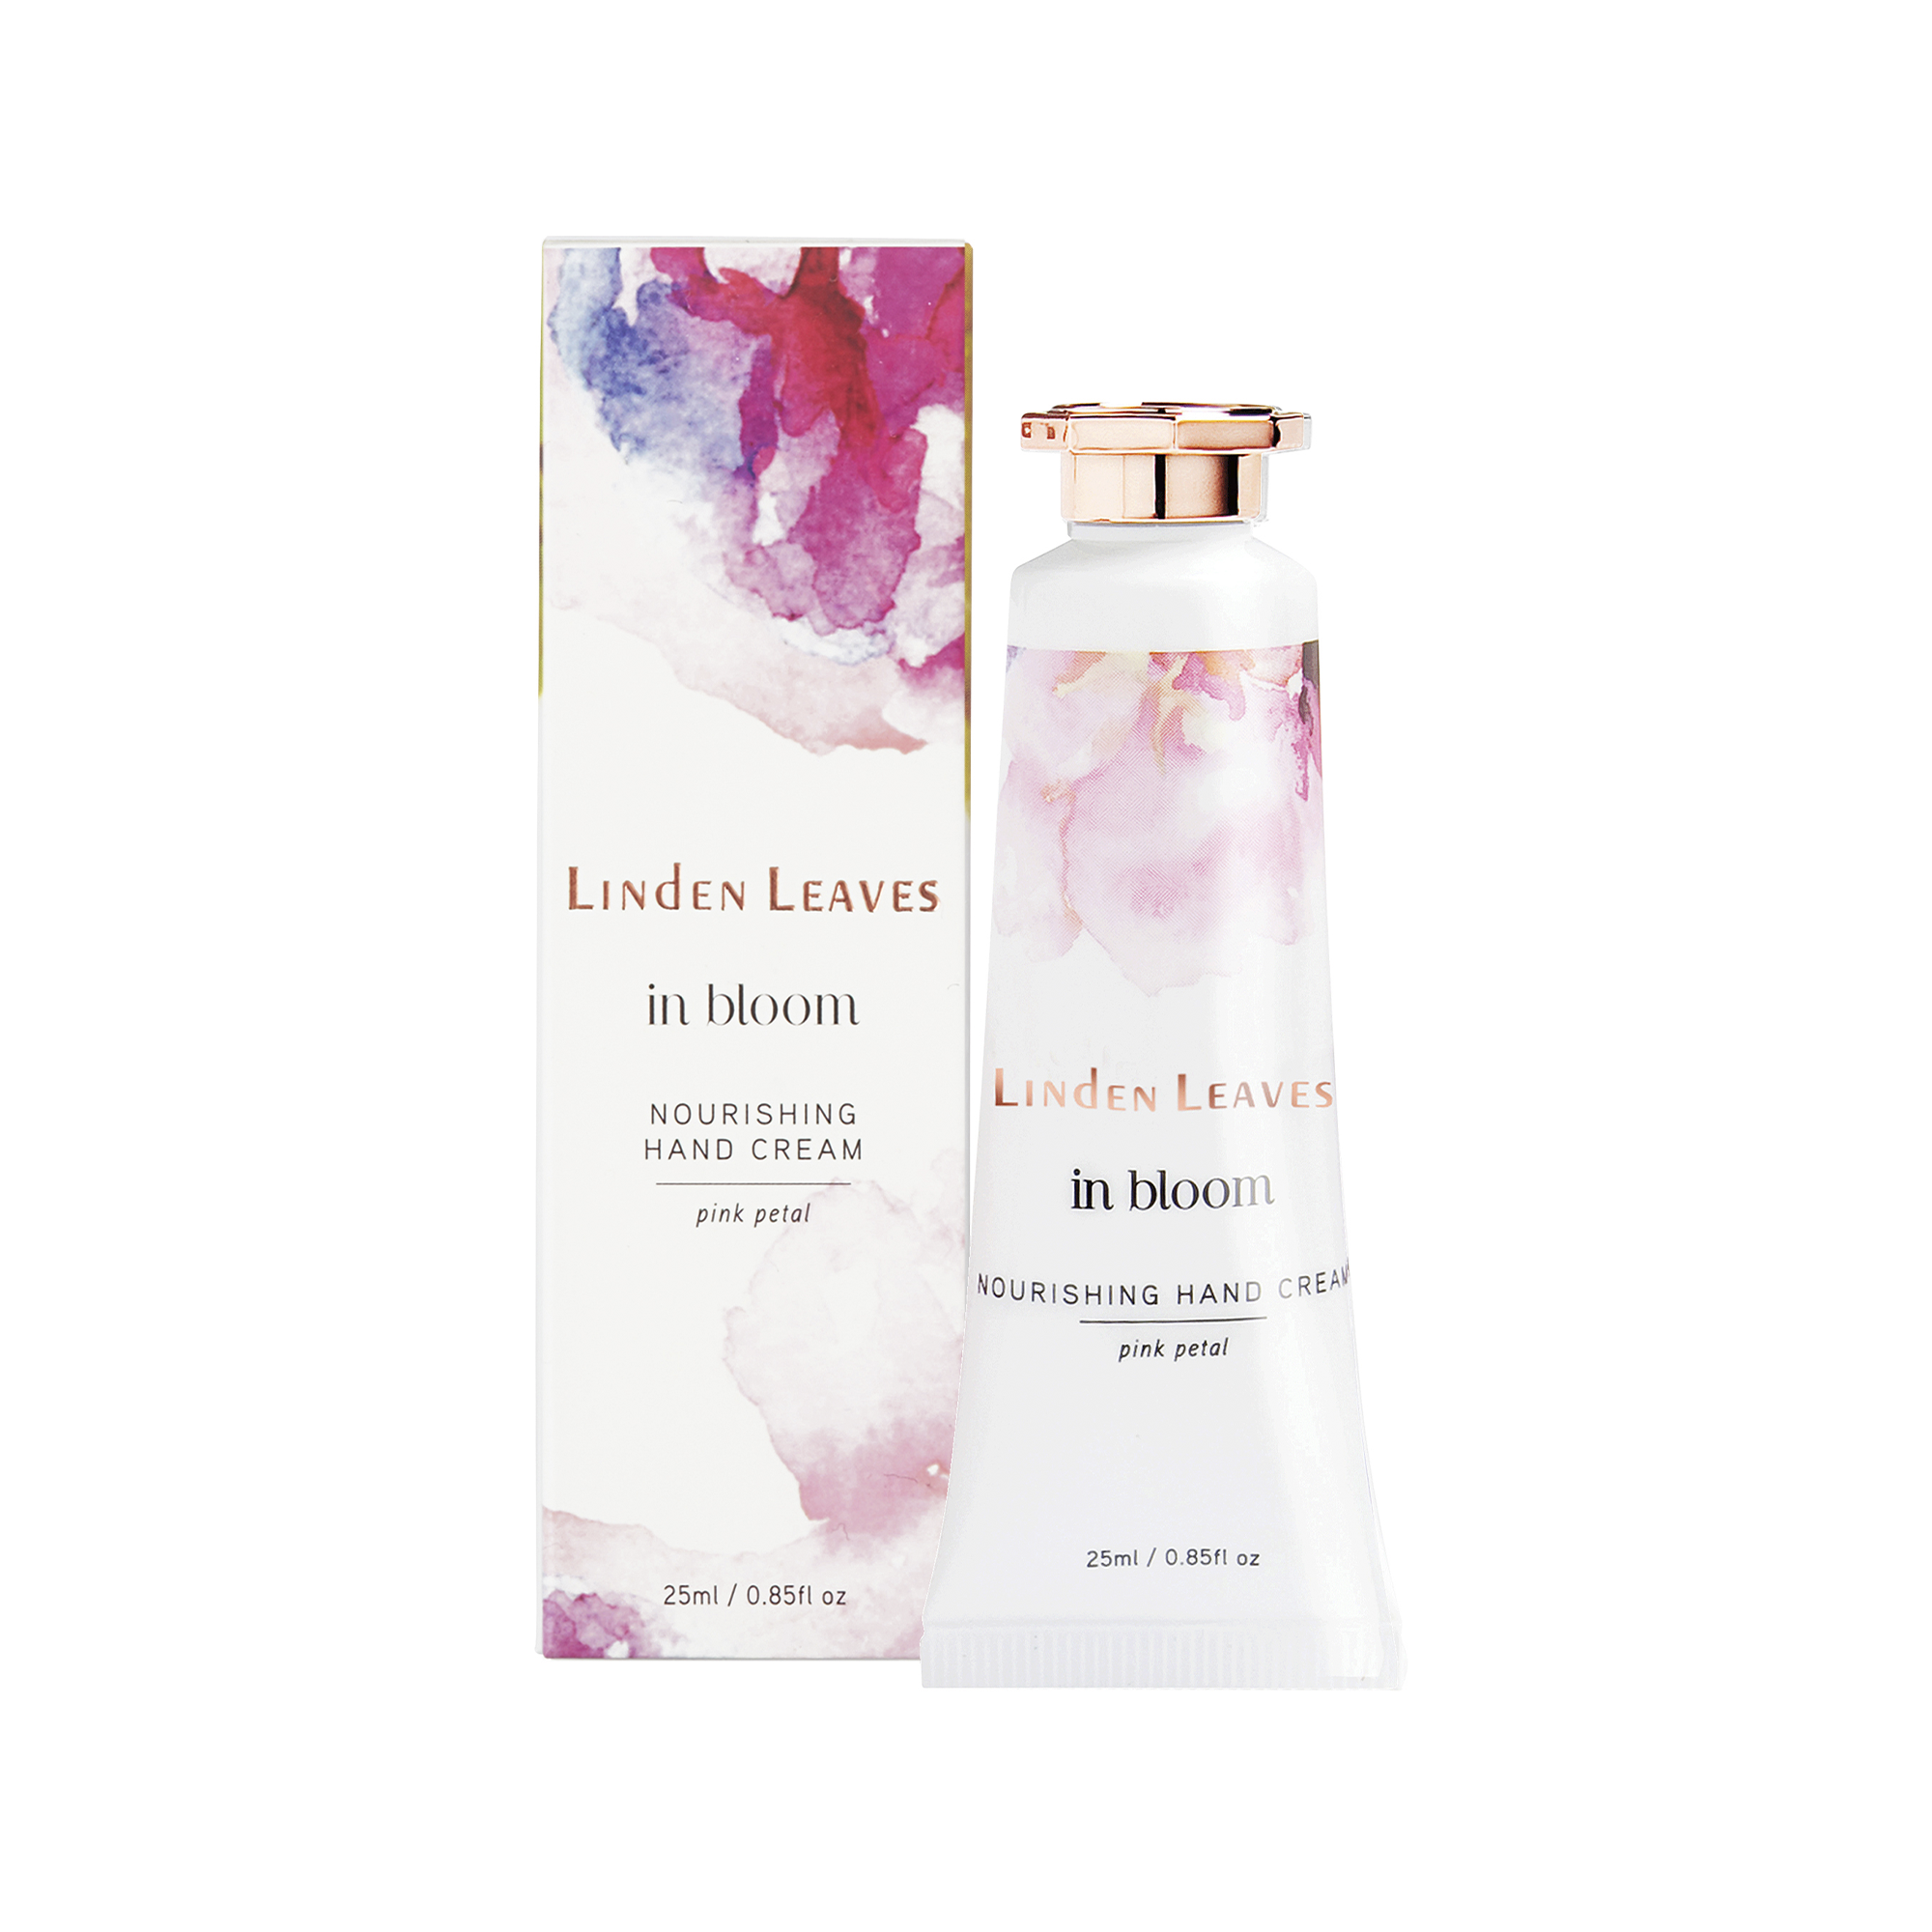 LINdEN LEAVES
in bloom
NOURISHING
HAND CREAM
pink petal
25ml / 0.85fl oz
LINdEN LEAVES
in bloom
NOURISHING HAND CREAM
pink petal
25ml / 0.85fl oz